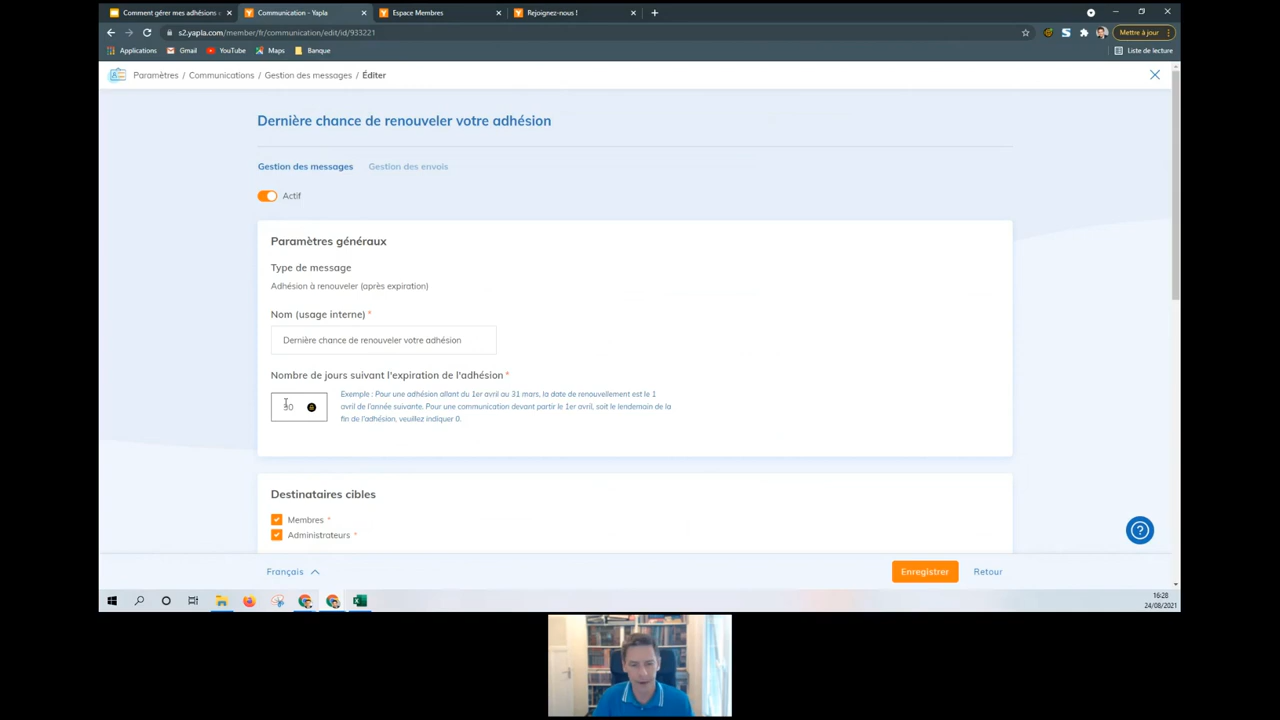 Comment gérer mes adhésions e
Communication - Yapla
Espace Membres
Rejoignez-nous !
s2.yapla.com/member/fr/communication/edit/id/933221
Mettre à jour
Applications
Gmail
YouTube
Maps
Banque
Liste de lecture
Paramètres / Communications / Gestion des messages / Éditer
Dernière chance de renouveler votre adhésion
Gestion des messages
Gestion des envois
Actif
Paramètres généraux
Type de message
Adhésion à renouveler (après expiration)
Nom (usage interne) *
Dernière chance de renouveler votre adhésion
Nombre de jours suivant l'expiration de l'adhésion *
30
Exemple : Pour une adhésion allant du 1er avril au 31 mars, la date de renouvellement est le 1
avril de l'année suivante. Pour une communication devant partir le 1er avril, soit le lendemain de la
fin de l'adhésion, veuillez indiquer 0.
Destinataires cibles
Membres *
Administrateurs *
Français
Enregistrer
Retour
16:28
24/08/2021